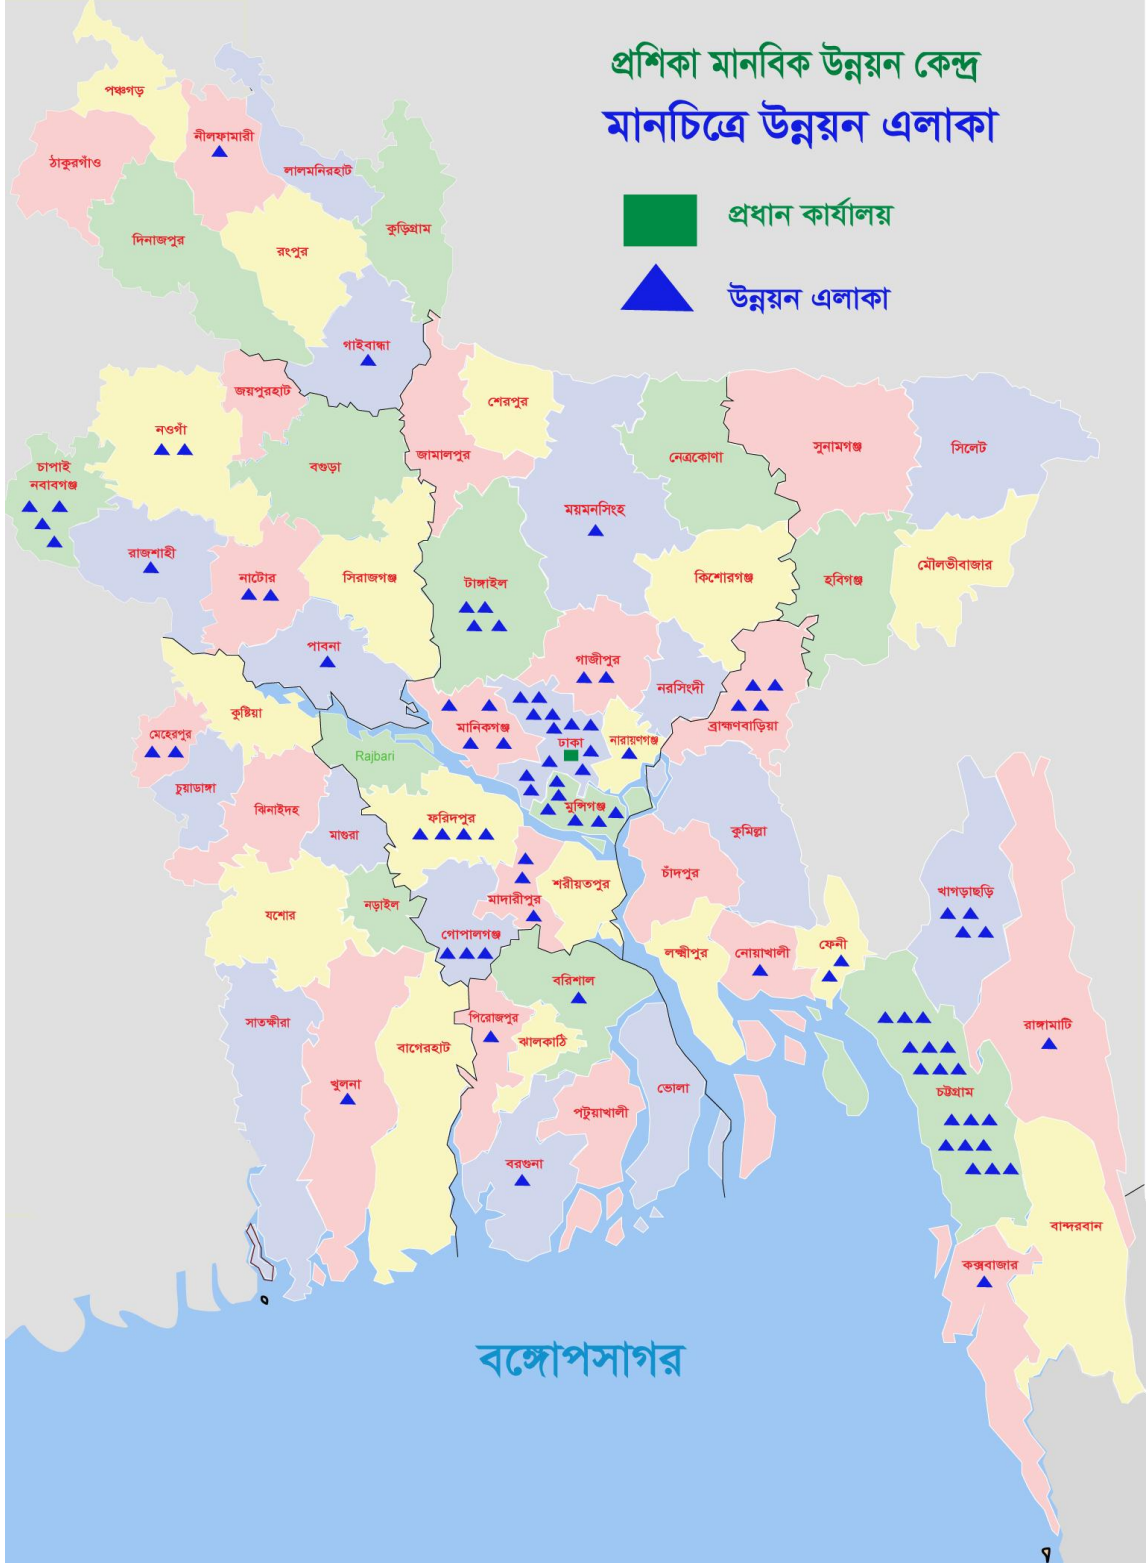 প্রশিকা মানবিক উন্নয়ন কেন্দ্র
মানচিত্রে উন্নয়ন এলাকা
প্রধান কার্যালয়
উন্নয়ন এলাকা
পঞ্চগড়
ঠাকুরগাঁও
নীলফামারী
লালমনিরহাট
দিনাজপুর
রংপুর
কুড়িগ্রাম
গাইবান্ধা
জয়পুরহাট
নওগাঁ
বগুড়া
চাপাই
নবাবগঞ্জ
রাজশাহী
নাটোর
সিরাজগঞ্জ
পাবনা
জামালপুর
শেরপুর
ময়মনসিংহ
নেত্রকোণা
সুনামগঞ্জ
সিলেট
টাঙ্গাইল
কিশোরগঞ্জ
হবিগঞ্জ
মৌলভীবাজার
গাজীপুর
নরসিংদী
ব্রাহ্মণবাড়িয়া
মানিকগঞ্জ
ঢাকা
নারায়ণগঞ্জ
কুষ্টিয়া
মেহেরপুর
চুয়াডাঙ্গা
ঝিনাইদহ
মাগুরা
Rajbari
ফরিদপুর
মুন্সিগঞ্জ
কুমিল্লা
চাঁদপুর
শরীয়তপুর
মাদারীপুর
গোপালগঞ্জ
নড়াইল
যশোর
খাগড়াছড়ি
লক্ষ্মীপুর
নোয়াখালী
ফেনী
বরিশাল
পিরোজপুর
ঝালকাঠি
সাতক্ষীরা
বাগেরহাট
খুলনা
ভোলা
পটুয়াখালী
বরগুনা
রাঙ্গামাটি
চট্টগ্রাম
বান্দরবান
কক্সবাজার
বঙ্গোপসাগর